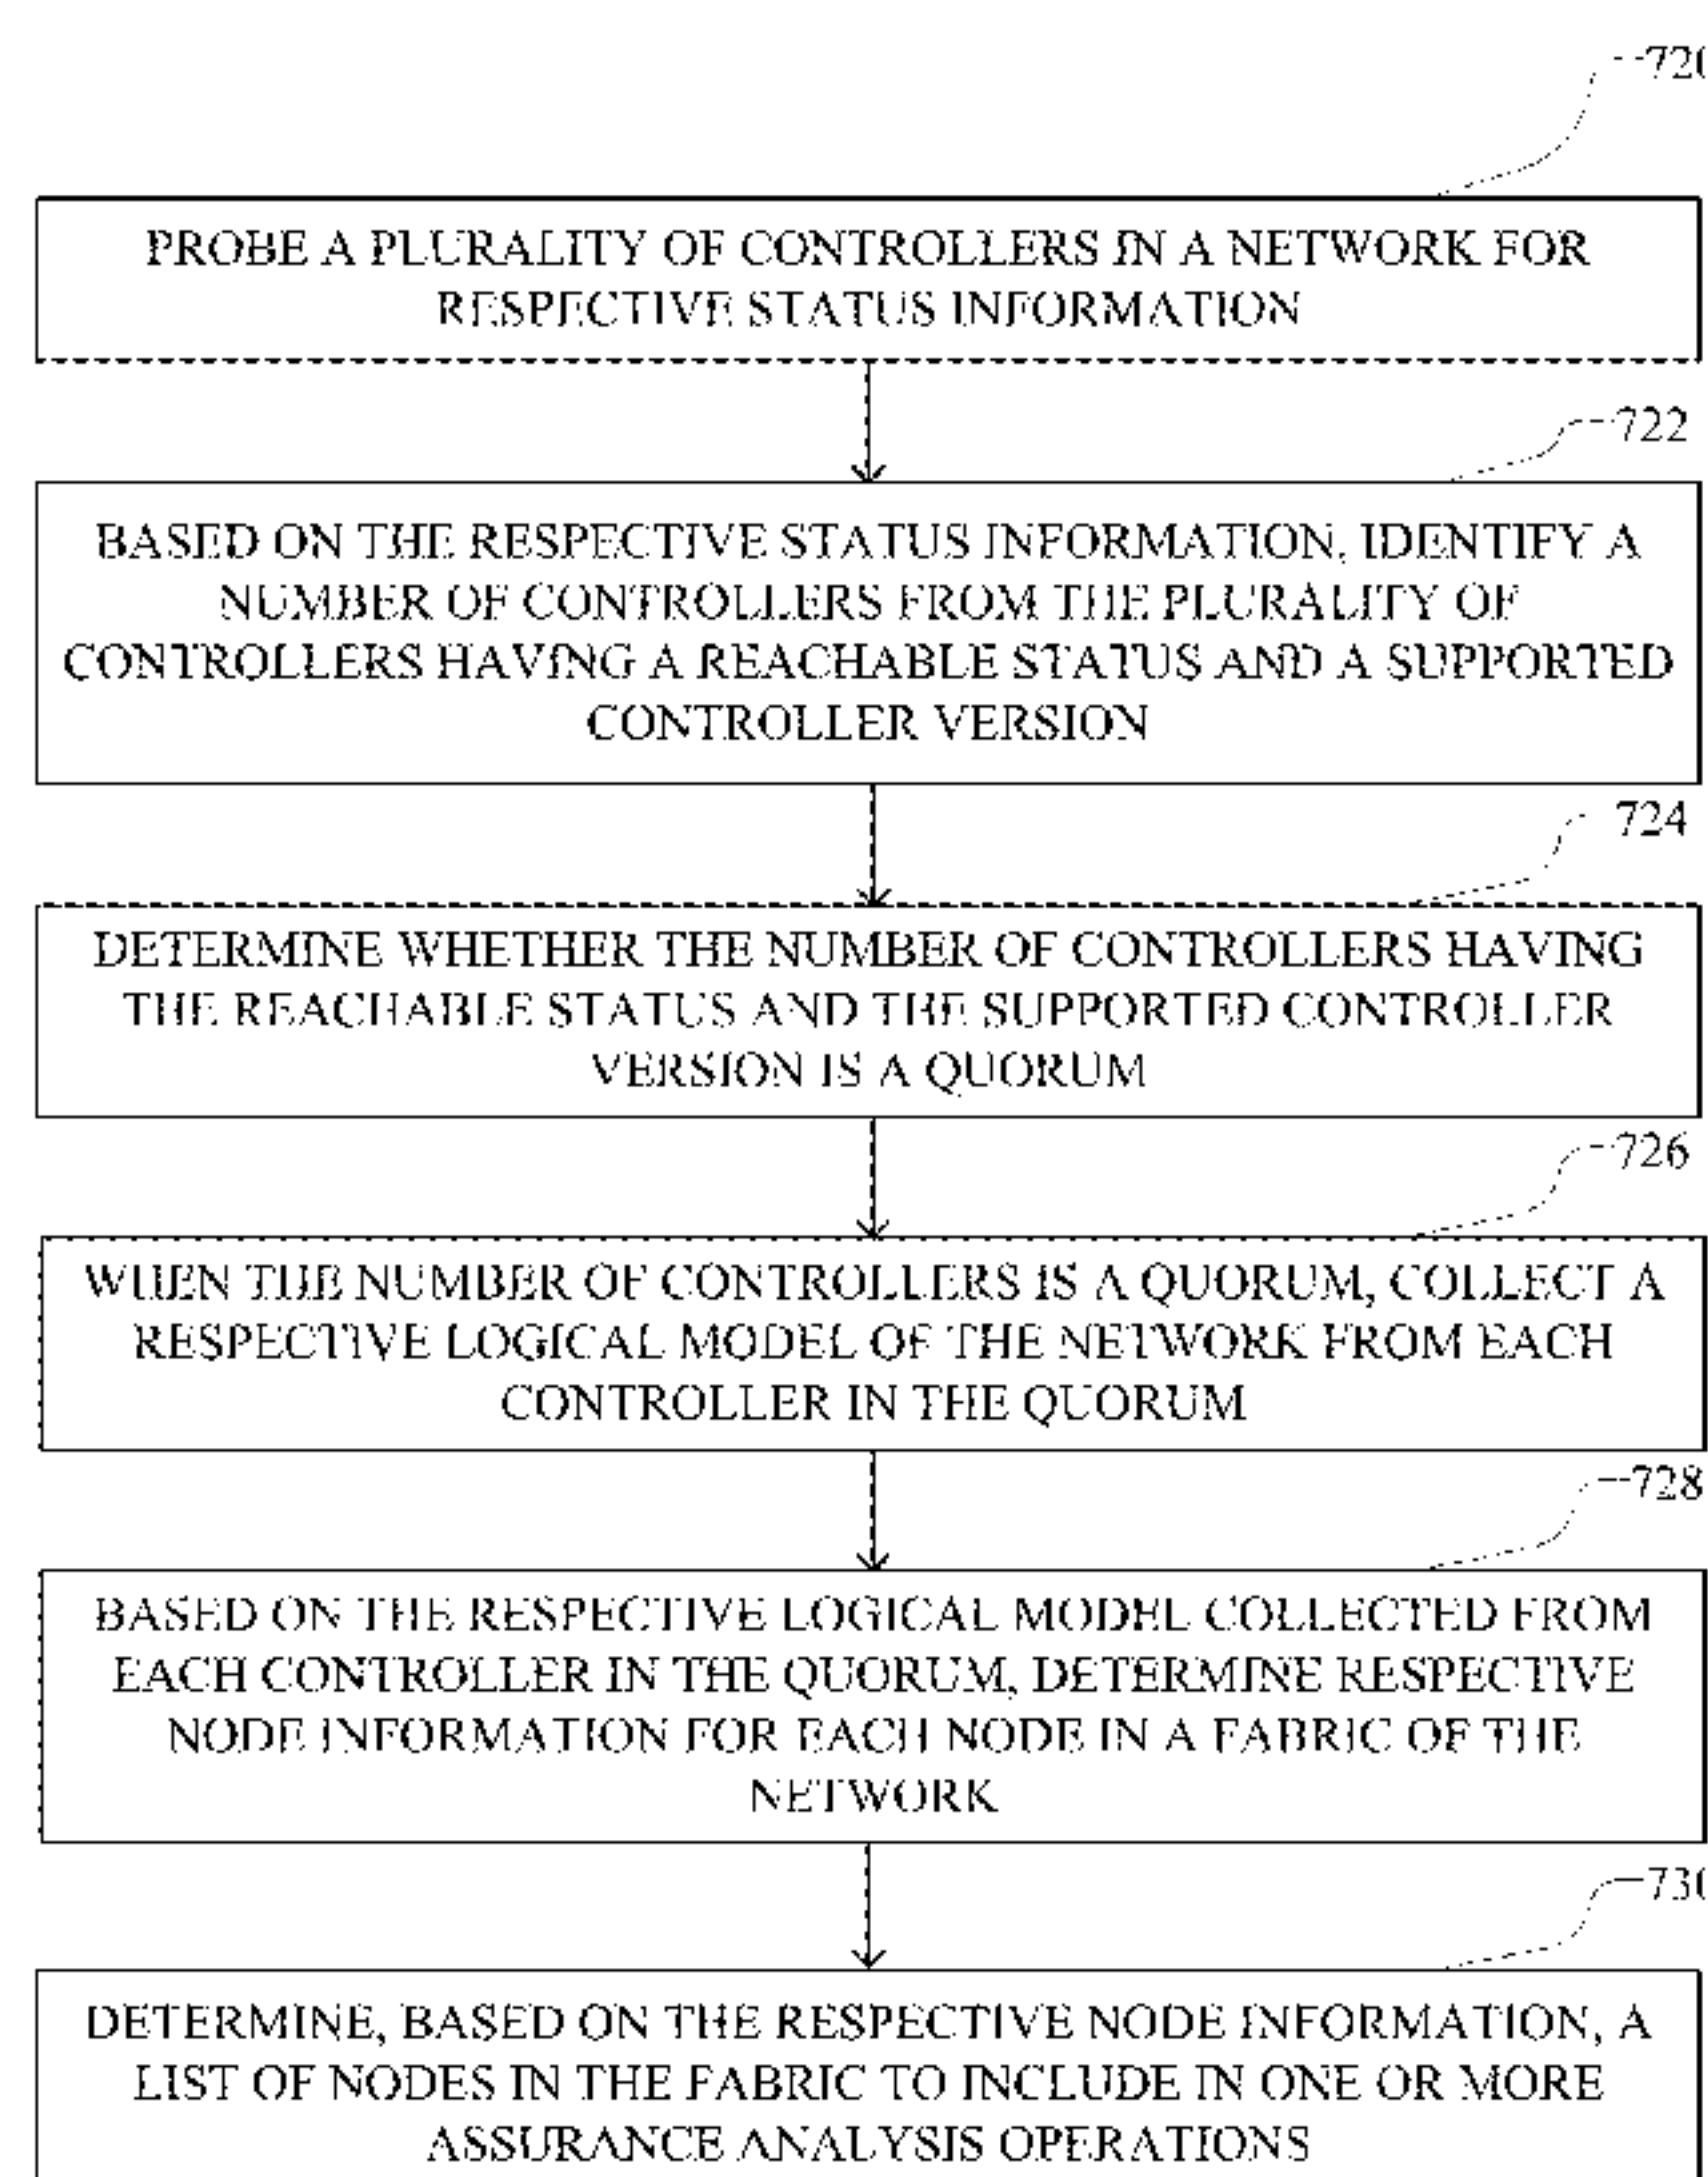 720
PROBE A PLURALITY OF CONTROLLERS IN A NETWORK FOR
RESPECTIVE STATUS INFORMATION
722
BASED ON THE RESPECTIVE STATUS INFORMATION, IDENTIFY A
NUMBER OF CONTROLLERS FROM THE PLURALITY OF
CONTROLLERS HAVING A REACHABLE STATUS AND A SUPPORTED
CONTROLLER VERSION
724
DETERMINE WHETHER THE NUMBER OF CONTROLLERS HAVING
THE REACHABLE STATUS AND THE SUPPORTED CONTROLLER
VERSION IS A QUORUM
726
WHEN THE NUMBER OF CONTROLLERS IS A QUORUM, COLLECT A
RESPECTIVE LOGICAL MODEL OF THE NETWORK FROM EACH
CONTROLLER IN THE QUORUM
728
BASED ON THE RESPECTIVE LOGICAL MODEL COLLECTED FROM
EACH CONTROLLER IN THE QUORUM, DETERMINE RESPECTIVE
NODE INFORMATION FOR EACH NODE IN A FABRIC OF THE
NETWORK
730
DETERMINE, BASED ON THE RESPECTIVE NODE INFORMATION, A
LIST OF NODES IN THE FABRIC TO INCLUDE IN ONE OR MORE
ASSURANCE ANALYSIS OPERATIONS